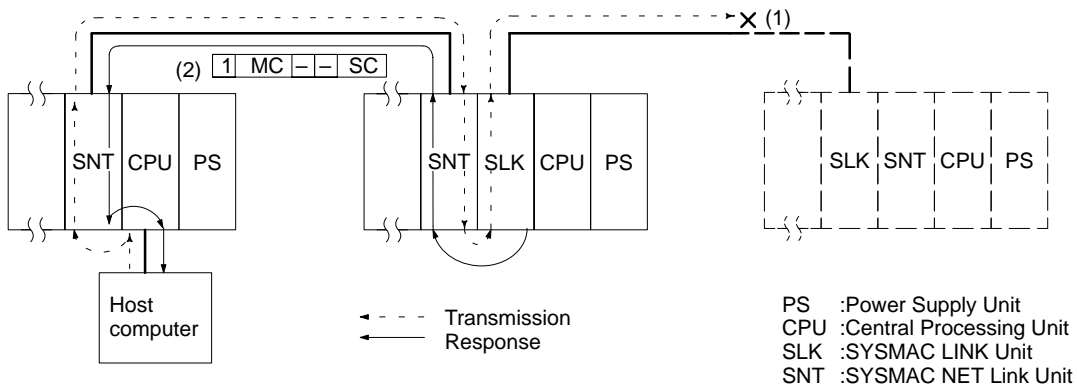 (1)
(2) 1 MC – – SC
SNT CPU PS
SNT SLK CPU PS
SLK SNT CPU PS
Host
computer
Transmission
Response
PS :Power Supply Unit
CPU :Central Processing Unit
SLK :SYSMAC LINK Unit
SNT :SYSMAC NET Link Unit